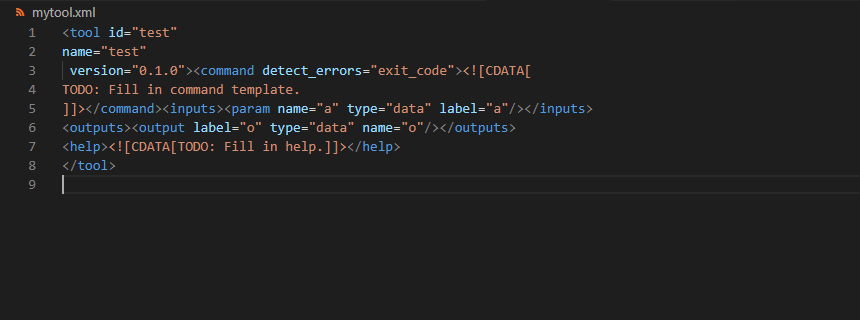 mytool.xml
1 <tool id="test"
2 name="test"
3  version="0.1.0"><command detect_errors="exit_code"><![CDATA[
4 TODO: Fill in command template.
5 ]]></command><inputs><param name="a" type="data" label="a"/></inputs>
6 <outputs><output label="o" type="data" name="o"/></outputs>
7 <help><![CDATA[TODO: Fill in help.]]></help>
8 </tool>
9